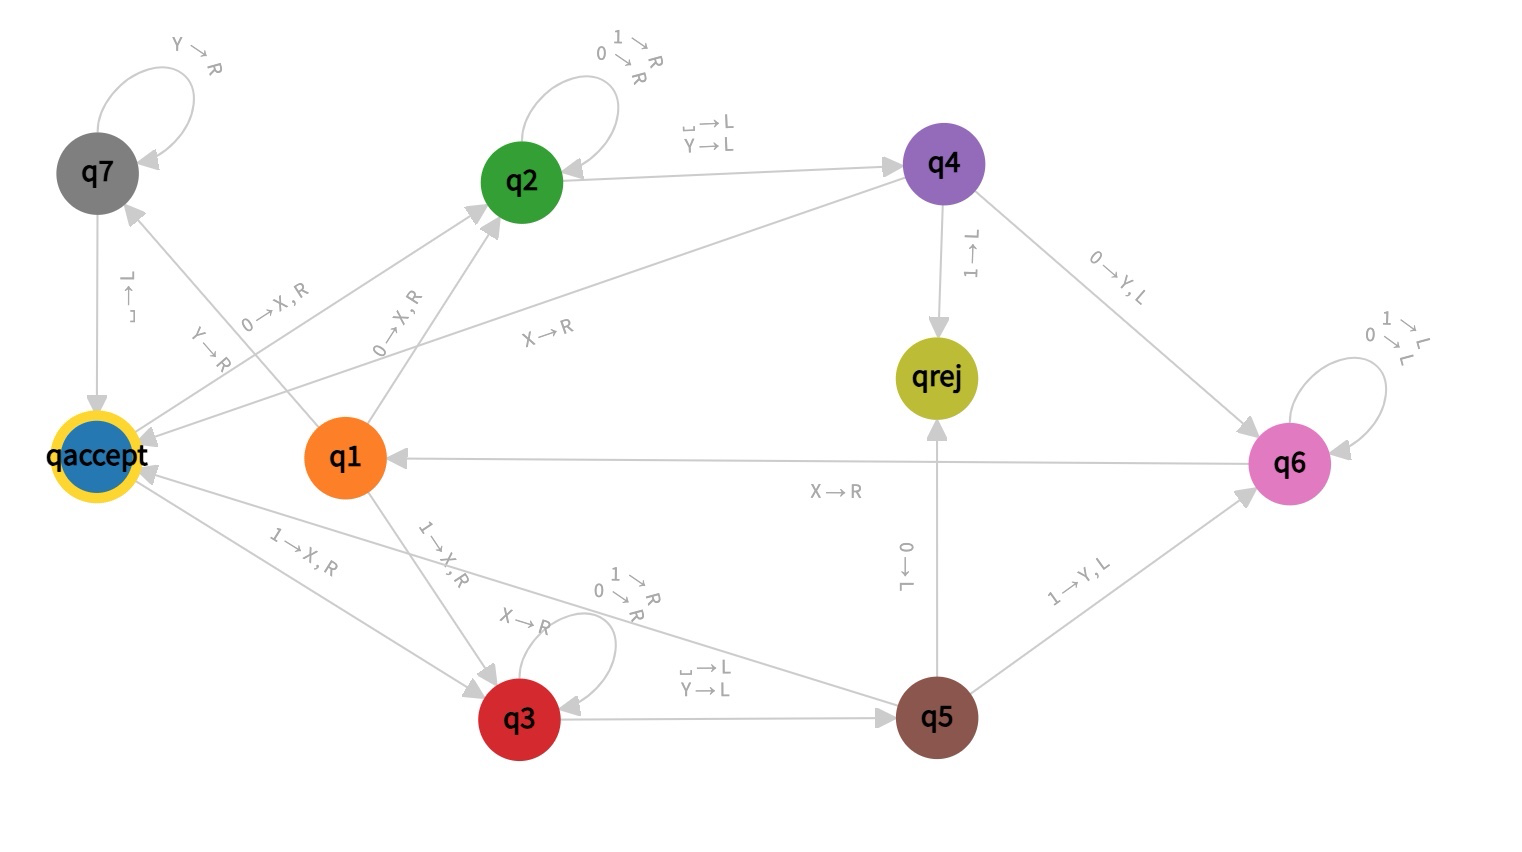 Y→R
1→R
0→R
␣→L
Y→L
q7
q2
q4
1→L
0→Y,L
␣→L
0→X,R
0→X,R
Y→R
X→R
1→L
0→L
qrej
qaccept
q1
q6
X→R
1→X,R
1→X,R
0→L
1→Y,L
1→R
0→R
X→R
␣→L
Y→L
q3
q5